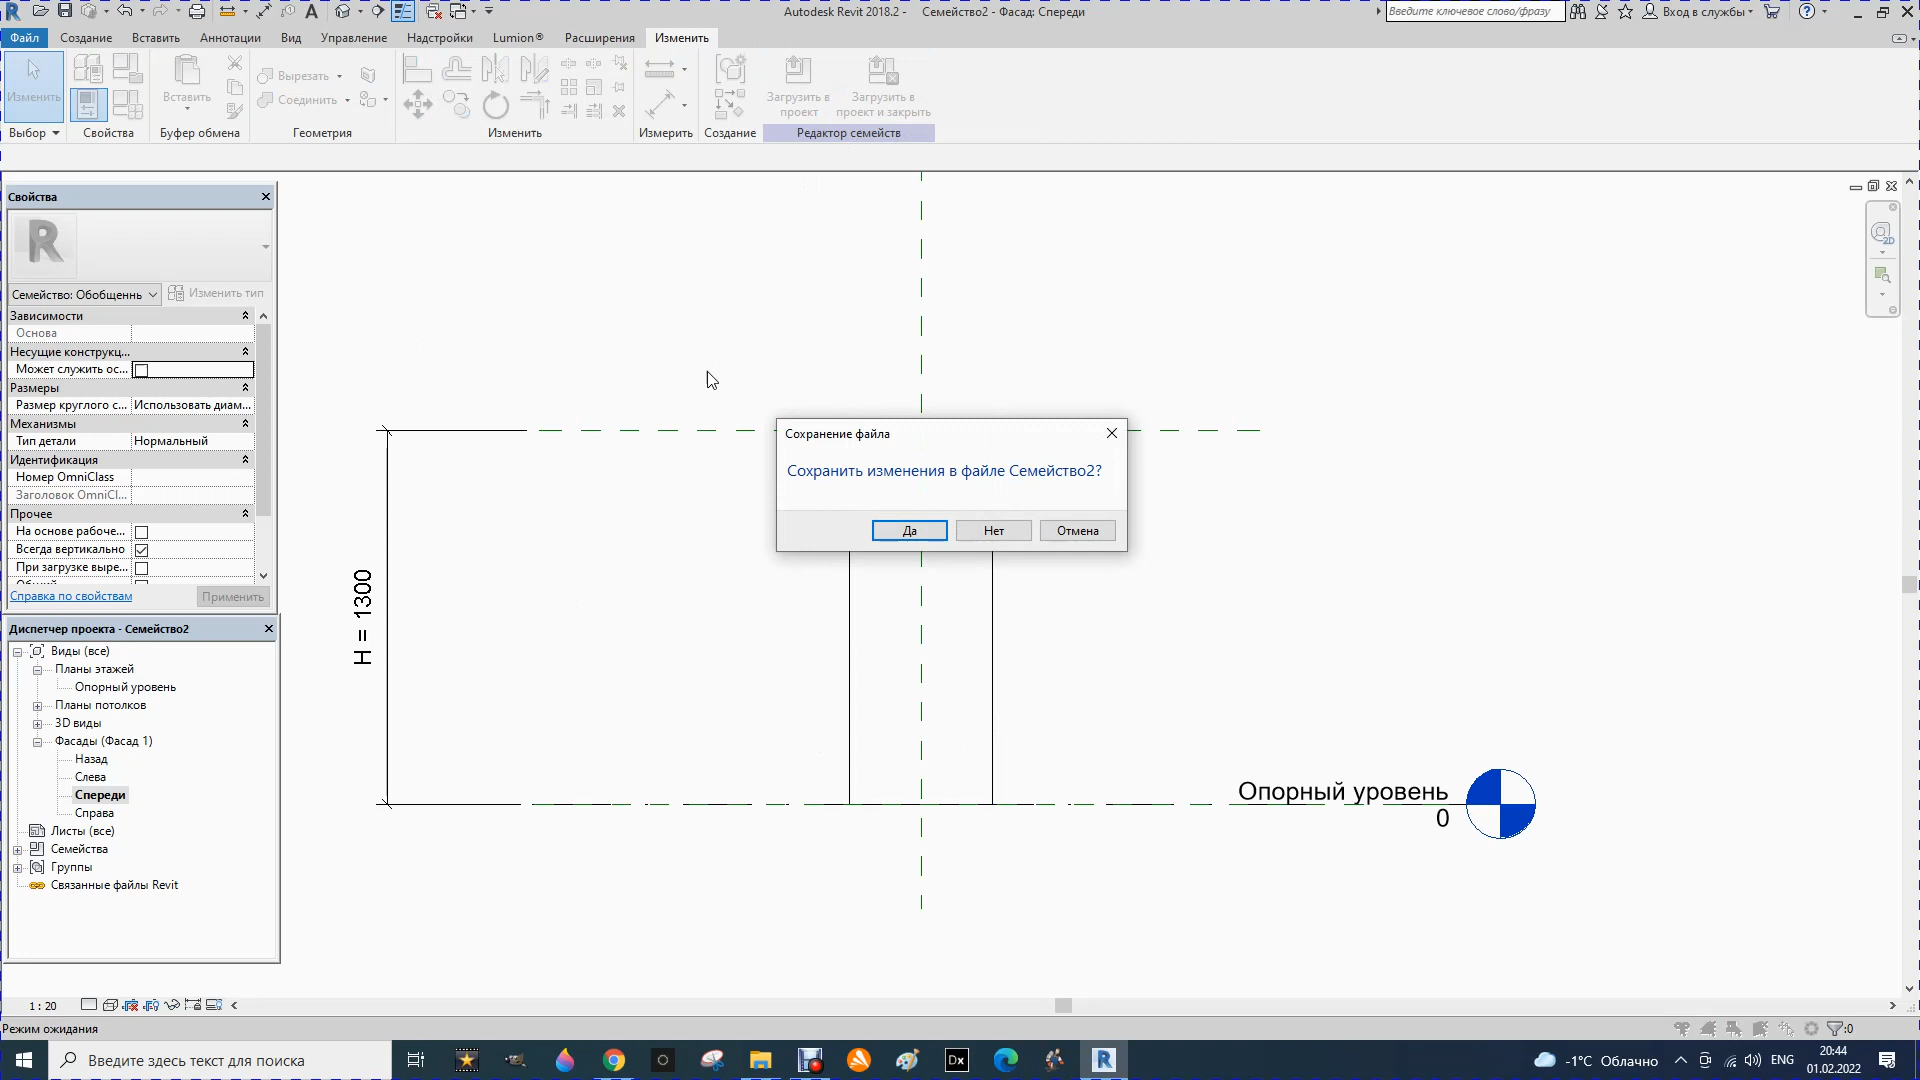 Autodesk Revit 2018.2 - Семейство2 - Фасад: Спереди
Введите ключевое слово/фразу
Вход в службы
Файл Создание Вставить Аннотации Вид Управление Надстройки Lumion® Расширения Изменить
Изменить
Вставить
Вырезать
Соединить
Загрузить в
проект
Загрузить в
проект и закрыть
Выбор Свойства Буфер обмена Геометрия Изменить Измерить Создание Редактор семейств
Свойства
Семейство: Обобщеннь
Изменить тип
Зависимости
Основа
Несущие конструкц...
Может служить ос...
Размеры
Размер круглого с... Использовать диам...
Механизмы
Тип детали Нормальный
Идентификация
Номер OmniClass
Заголовок OmniCl...
Прочее
На основе рабоче...
Всегда вертикально
При загрузке выре...
Справка по свойствам
Применить
Диспетчер проекта - Семейство2
Виды (все)
Планы этажей
Опорный уровень
Планы потолков
3D виды
Фасады (Фасад 1)
Назад
Слева
Спереди
Справа
Листы (все)
Семейства
Группы
Связанные файлы Revit
H = 1300
Сохранение файла
Сохранить изменения в файле Семейство2?
Да Нет Отмена
Опорный уровень
0
2D
1 : 20
Режим ожидания
:0
Введите здесь текст для поиска
Dx
-1°C Облачно
ENG
20:44
01.02.2022